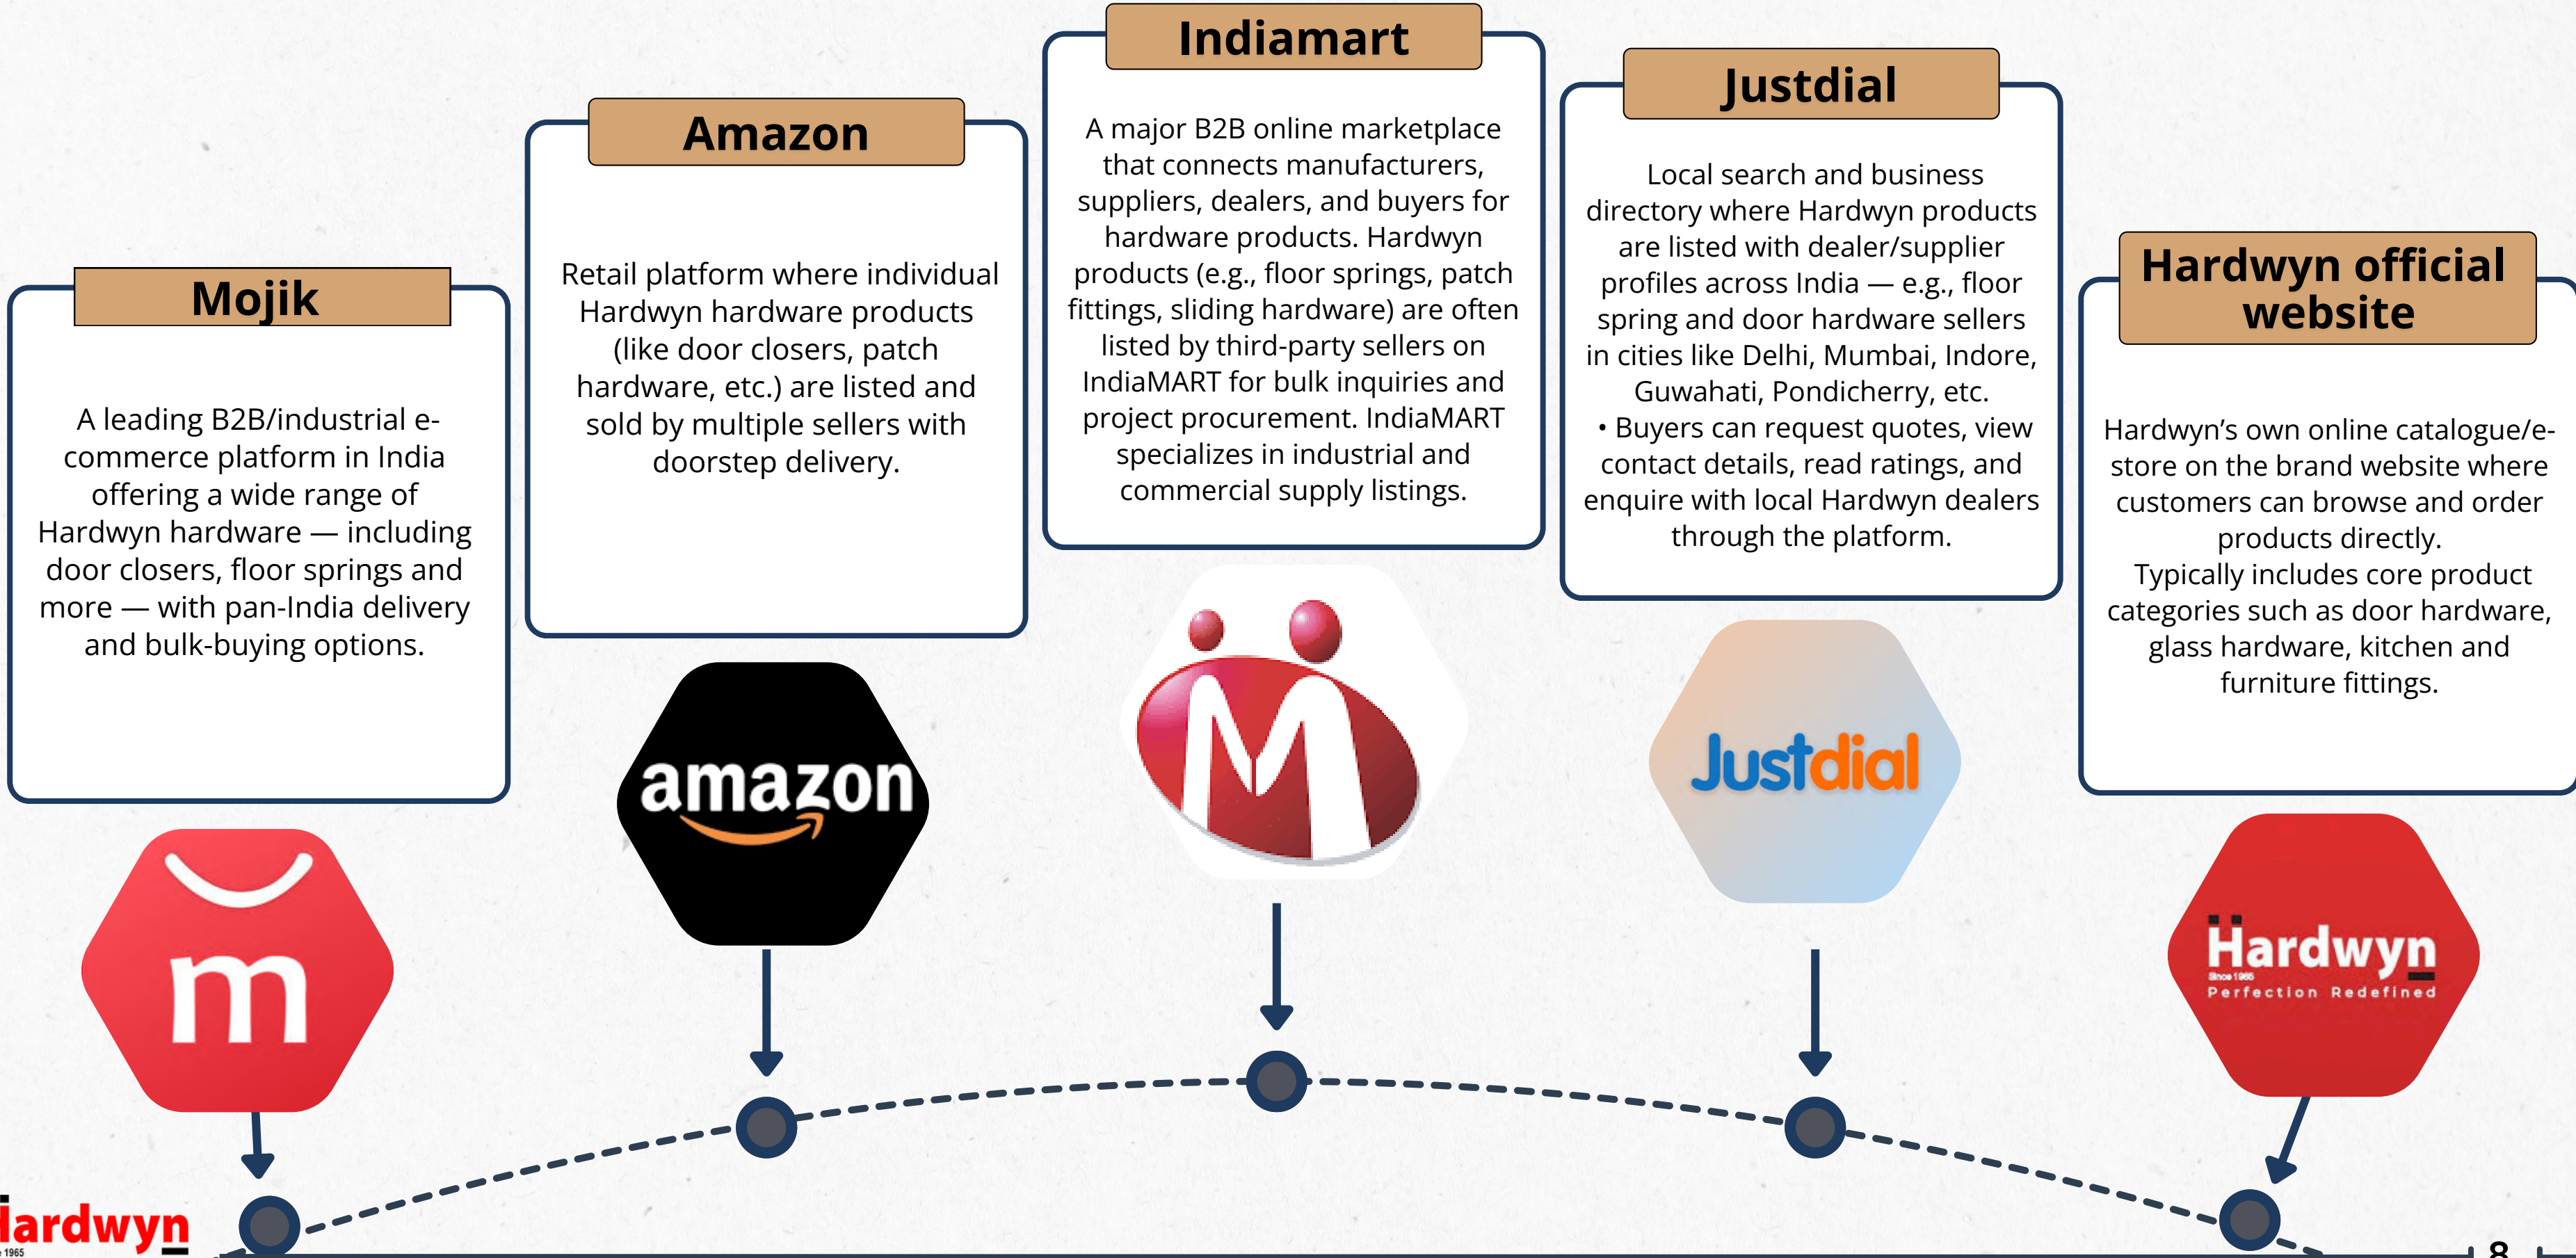 Mojik
A leading B2B/industrial e-
commerce platform in India
offering a wide range of
Hardwyn hardware — including
door closers, floor springs and
more — with pan-India delivery
and bulk-buying options.
m
Amazon
Retail platform where individual
Hardwyn hardware products
(like door closers, patch
hardware, etc.) are listed and
sold by multiple sellers with
doorstep delivery.
amazon
Indiamart
A major B2B online marketplace
that connects manufacturers,
suppliers, dealers, and buyers for
hardware products. Hardwyn
products (e.g., floor springs, patch
fittings, sliding hardware) are often
listed by third-party sellers on
IndiaMART for bulk inquiries and
project procurement. IndiaMART
specializes in industrial and
commercial supply listings.
M
Justdial
Local search and business
directory where Hardwyn products
are listed with dealer/supplier
profiles across India — e.g., floor
spring and door hardware sellers
in cities like Delhi, Mumbai, Indore,
Guwahati, Pondicherry, etc.
• Buyers can request quotes, view
contact details, read ratings, and
enquire with local Hardwyn dealers
through the platform.
Justdial
Hardwyn official
website
Hardwyn’s own online catalogue/e-
store on the brand website where
customers can browse and order
products directly.
Typically includes core product
categories such as door hardware,
glass hardware, kitchen and
furniture fittings.
Hardwyn
Since 1965
Perfection Redefined
Hardwyn
1965
8